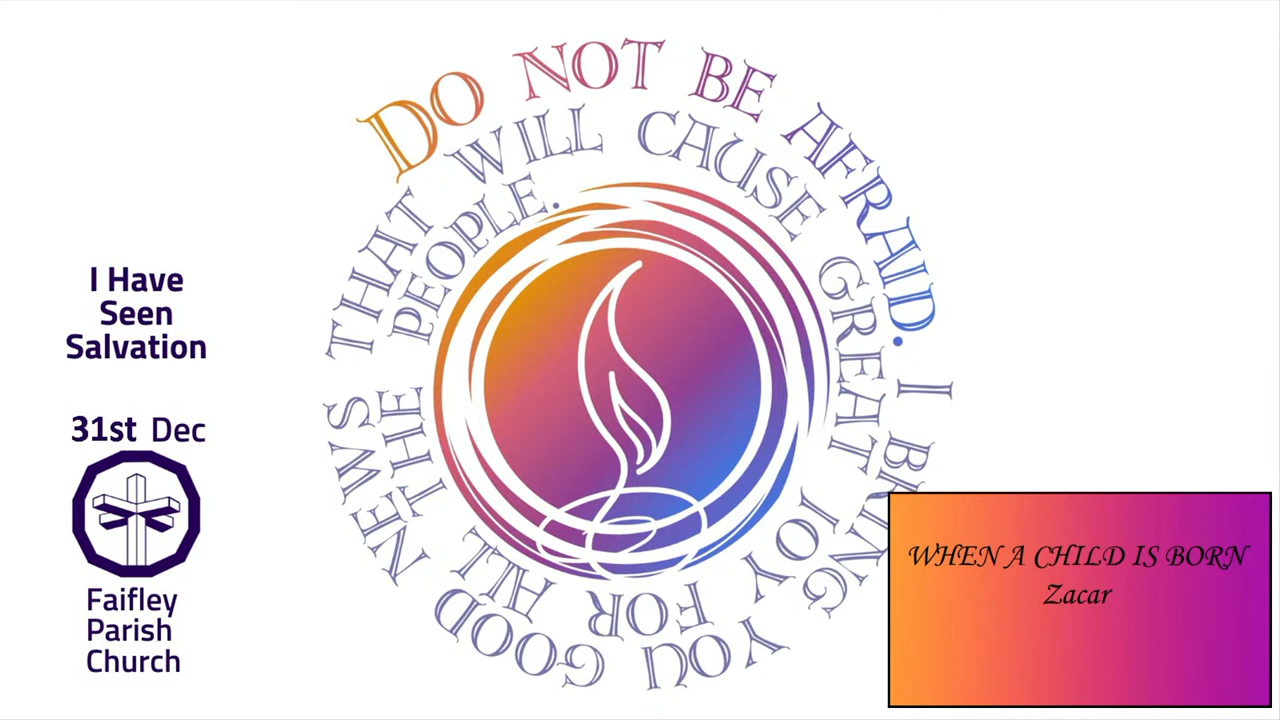 I Have
Seen
Salvation
31st Dec
Faifley
Parish
Church
DO NOT BE AFRAID. I BRING YOU GOOD NEWS THAT WILL CAUSE GREAT JOY FOR ALL THE PEOPLE.
WHEN A CHILD IS BORN
Zacar